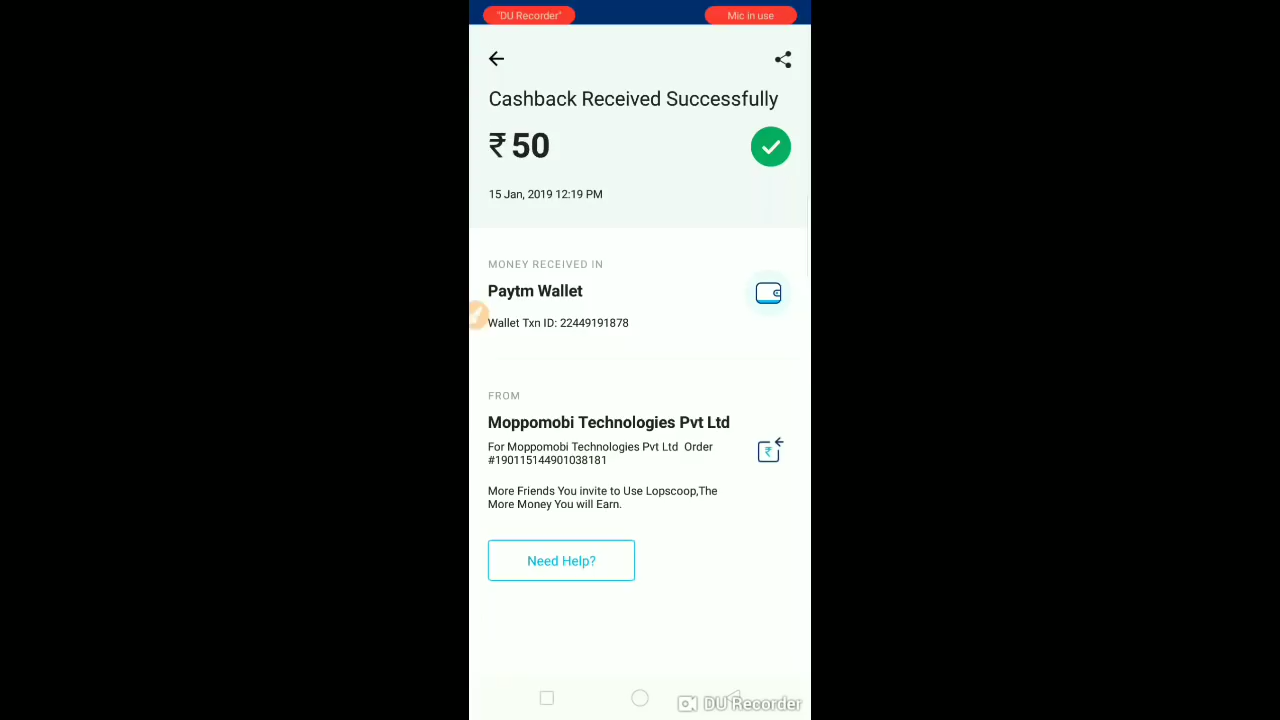 "DU Recorder"
Mic in use
Cashback Received Successfully
₹ 50
15 Jan, 2019 12:19 PM
MONEY RECEIVED IN
Paytm Wallet
Wallet Txn ID: 22449191878
FROM
Moppomobi Technologies Pvt Ltd
For Moppomobi Technologies Pvt Ltd Order
#190115144901038181
₹
More Friends You invite to Use Lopscoop,The
More Money You will Earn.
Need Help?
DU Recorder